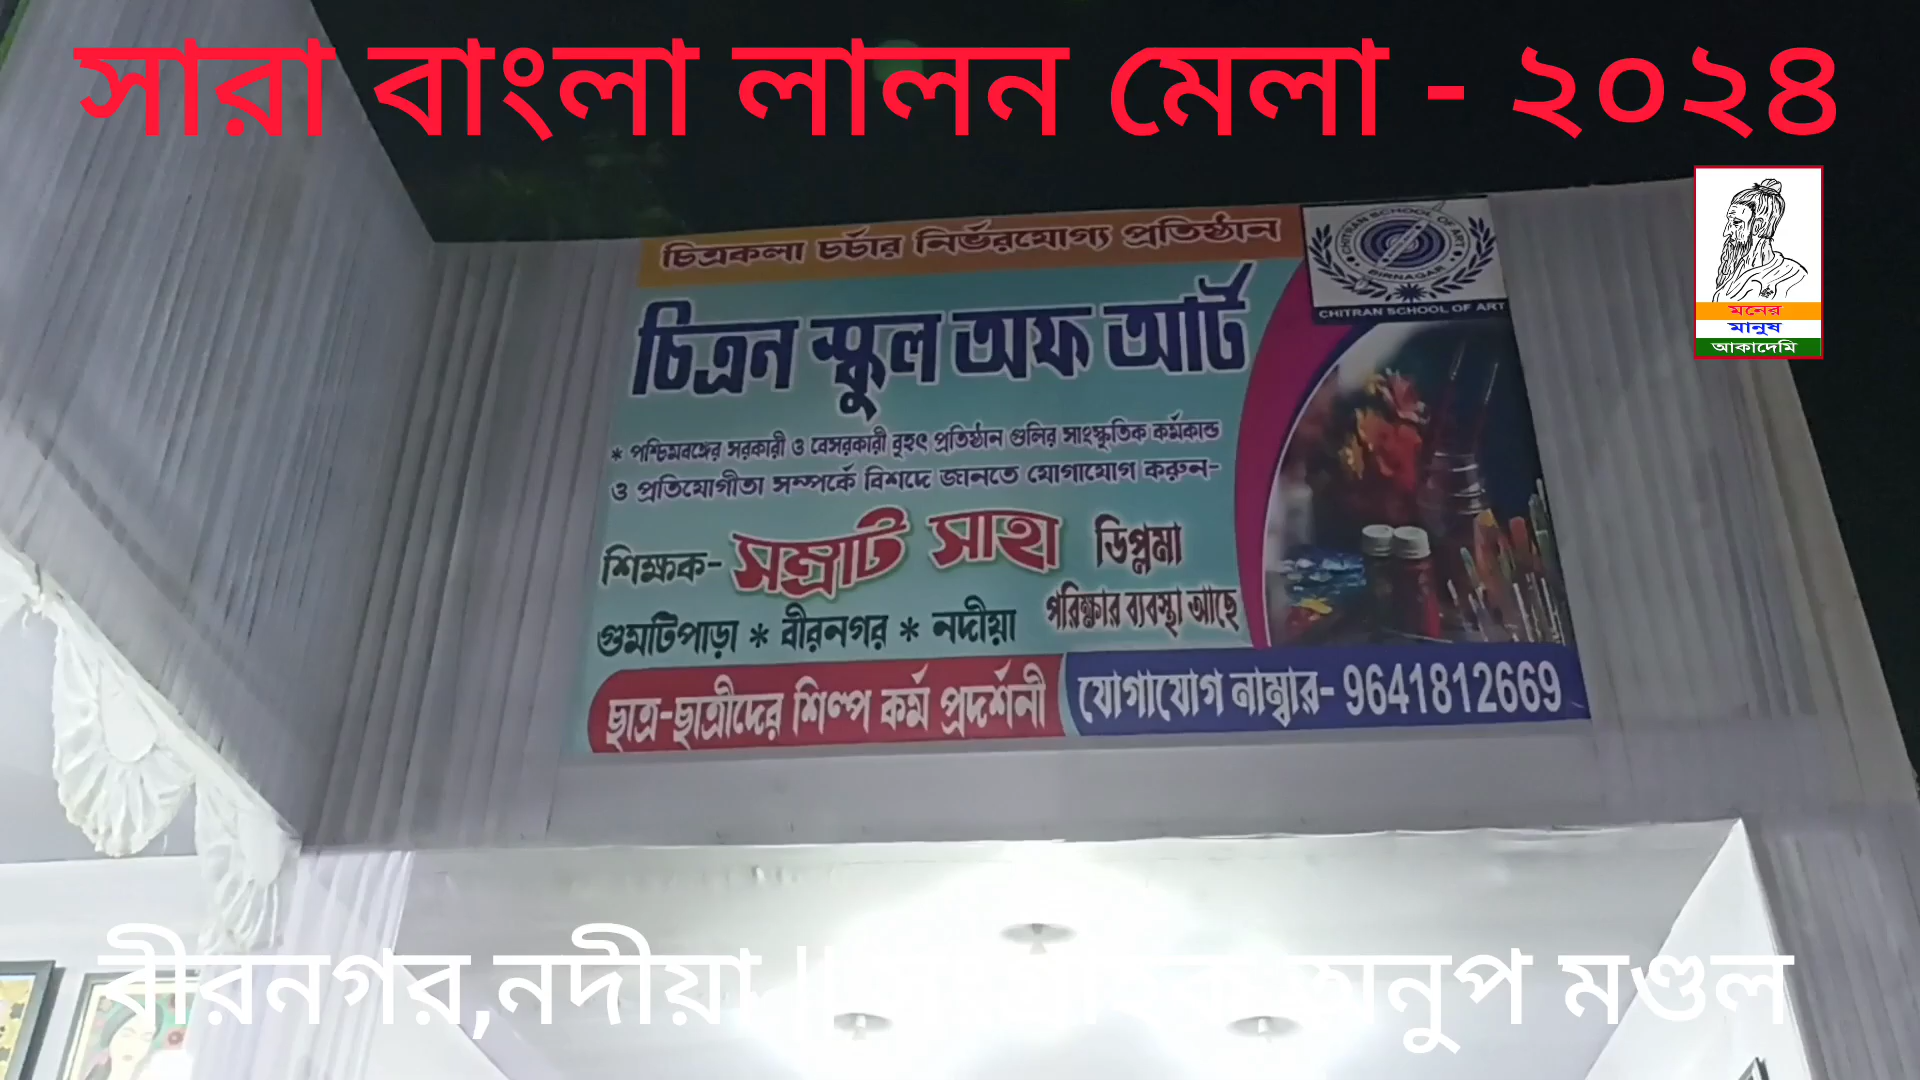 সারা বাংলা লালন মেলা - ২০২৪
চিত্রকলা চর্চার নির্ভরযোগ্য প্রতিষ্ঠান
CHITRAN SCHOOL OF ART
BIRNAGAR
CHITRAN SCHOOL OF ART
মনের
মানুষ
আকাদেমি
চিত্রন স্কুল অফ আর্ট
* পশ্চিমবঙ্গের সরকারী ও বেসরকারী বৃহৎ প্রতিষ্ঠান গুলির সাংস্কৃতিক কর্মকান্ড
ও প্রতিযোগীতা সম্পর্কে বিশদে জানতে যোগাযোগ করুন-
শিক্ষক- সম্রাট সাহা ডিপ্লমা
পরিক্ষার ব্যবস্থা আছে
গুমটিপাড়া * বীরনগর * নদীয়া
ছাত্র-ছাত্রীদের শিল্প কর্ম প্রদর্শনী
যোগাযোগ নাম্বার- 9641812669
বীরনগর,নদীয়া || অনুপ মণ্ডল